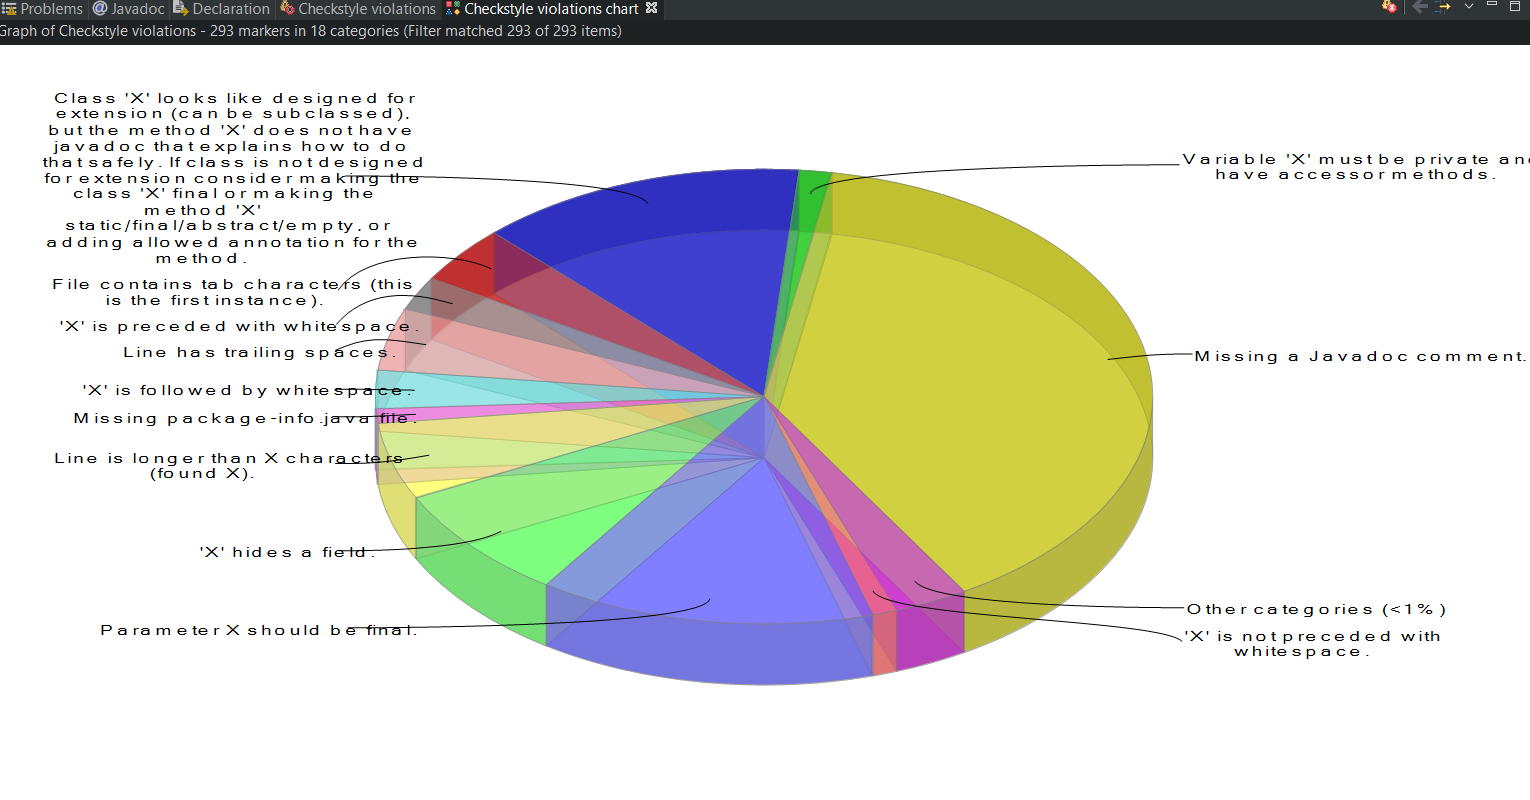 Problems @ Javadoc Declaration Checkstyle violations Checkstyle violations chart
Graph of Checkstyle violations - 293 markers in 18 categories (Filter matched 293 of 293 items)
Class 'X' looks like designed for
extension (can be subclassed),
but the method 'X' does not have
javadoc that explains how to do
that safely. If class is not designed
for extension consider making the
class 'X' final or making the
method 'X'
static/final/abstract/empty, or
adding allowed annotation for the
method.
File contains tab characters (this
is the first instance).
'X' is preceded with whitespace.
Line has trailing spaces.
'X' is followed by whitespace.
Missing package-info.java file.
Line is longer than X characters
(found X).
'X' hides a field.
Parameter X should be final.
Variable 'X' must be private and
have accessor methods.
Missing a Javadoc comment.
Other categories (<1%)
'X' is not preceded with
whitespace.